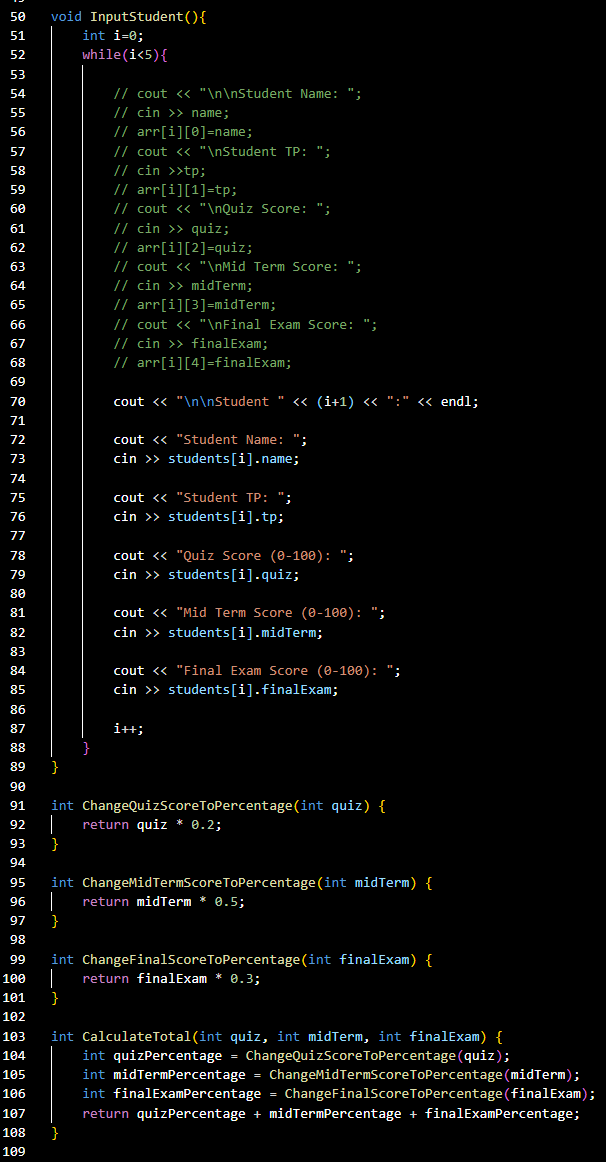 50 void InputStudent(){
51     int i=0;
52     while(i<5){
53
54         // cout << "\n\nStudent Name: ";
55         // cin >> name;
56         // arr[i][0]=name;
57         // cout << "\nStudent TP: ";
58         // cin >>tp;
59         // arr[i][1]=tp;
60         // cout << "\nQuiz Score: ";
61         // cin >> quiz;
62         // arr[i][2]=quiz;
63         // cout << "\nMid Term Score: ";
64         // cin >> midTerm;
65         // arr[i][3]=midTerm;
66         // cout << "\nFinal Exam Score: ";
67         // cin >> finalExam;
68         // arr[i][4]=finalExam;
69
70         cout << "\n\nStudent " << (i+1) << ":" << endl;
71
72         cout << "Student Name: ";
73         cin >> students[i].name;
74
75         cout << "Student TP: ";
76         cin >> students[i].tp;
77
78         cout << "Quiz Score (0-100): ";
79         cin >> students[i].quiz;
80
81         cout << "Mid Term Score (0-100): ";
82         cin >> students[i].midTerm;
83
84         cout << "Final Exam Score (0-100): ";
85         cin >> students[i].finalExam;
86
87         i++;
88     }
89 }
90
91 int ChangeQuizScoreToPercentage(int quiz) {
92     return quiz * 0.2;
93 }
94
95 int ChangeMidTermScoreToPercentage(int midTerm) {
96     return midTerm * 0.5;
97 }
98
99 int ChangeFinalScoreToPercentage(int finalExam) {
100     return finalExam * 0.3;
101 }
102
103 int CalculateTotal(int quiz, int midTerm, int finalExam) {
104     int quizPercentage = ChangeQuizScoreToPercentage(quiz);
105     int midTermPercentage = ChangeMidTermScoreToPercentage(midTerm);
106     int finalExamPercentage = ChangeFinalScoreToPercentage(finalExam);
107     return quizPercentage + midTermPercentage + finalExamPercentage;
108 }
109